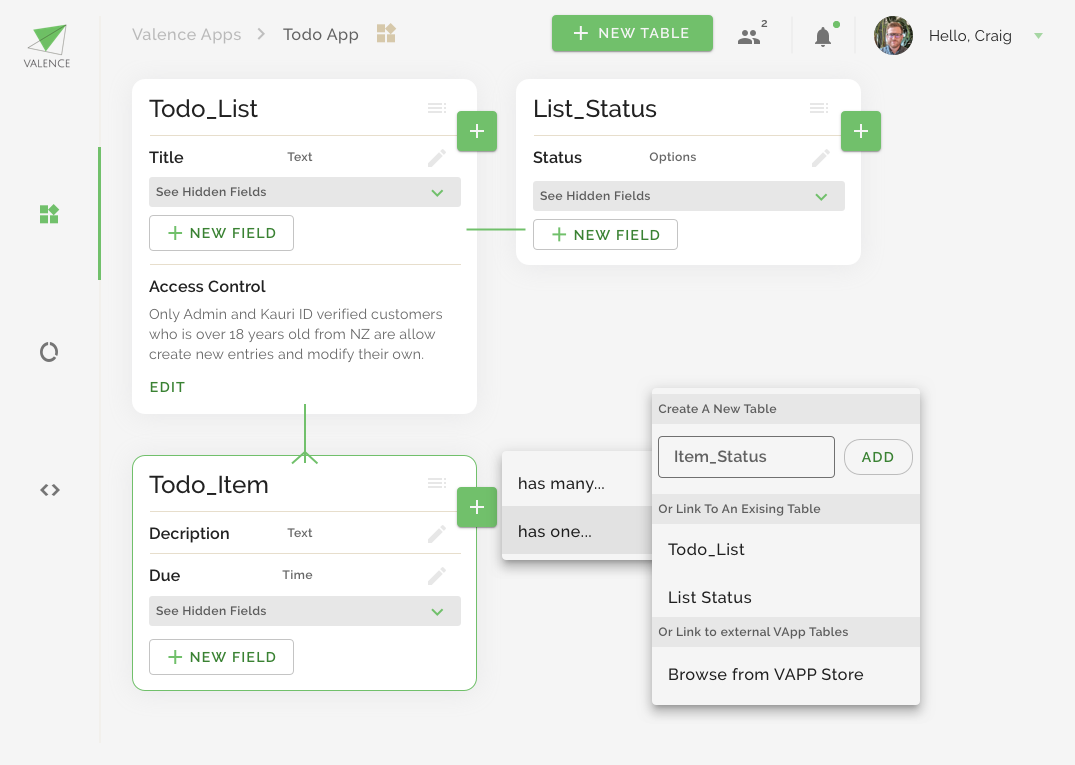 VALENCE
Valence Apps > Todo App
+ NEW TABLE
2
Hello, Craig
Todo_List
+
Title Text
See Hidden Fields
+ NEW FIELD
Access Control
Only Admin and Kauri ID verified customers
who is over 18 years old from NZ are allow
create new entries and modify their own.
EDIT
List_Status
+
Status Options
See Hidden Fields
+ NEW FIELD
Todo_Item
+
Decription Text
Due Time
See Hidden Fields
+ NEW FIELD
has many...
has one...
Create A New Table
Item_Status ADD
Or Link To An Exising Table
Todo_List
List Status
Or Link to external VApp Tables
Browse from VAPP Store